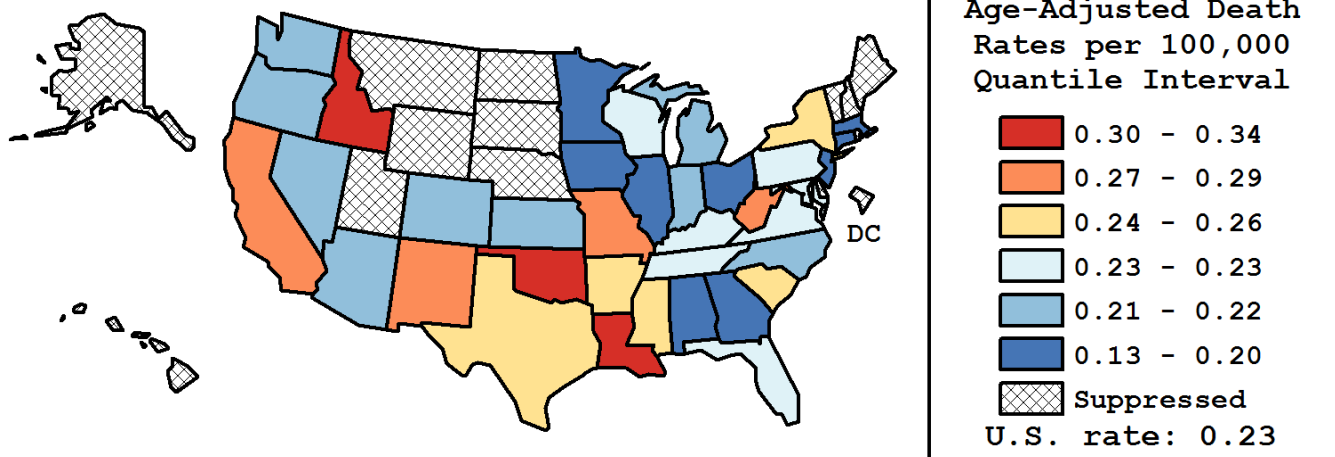 DC
Age-Adjusted Death
Rates per 100,000
Quantile Interval
0.30 - 0.34
0.27 - 0.29
0.24 - 0.26
0.23 - 0.23
0.21 - 0.22
0.13 - 0.20
Suppressed
U.S. rate: 0.23